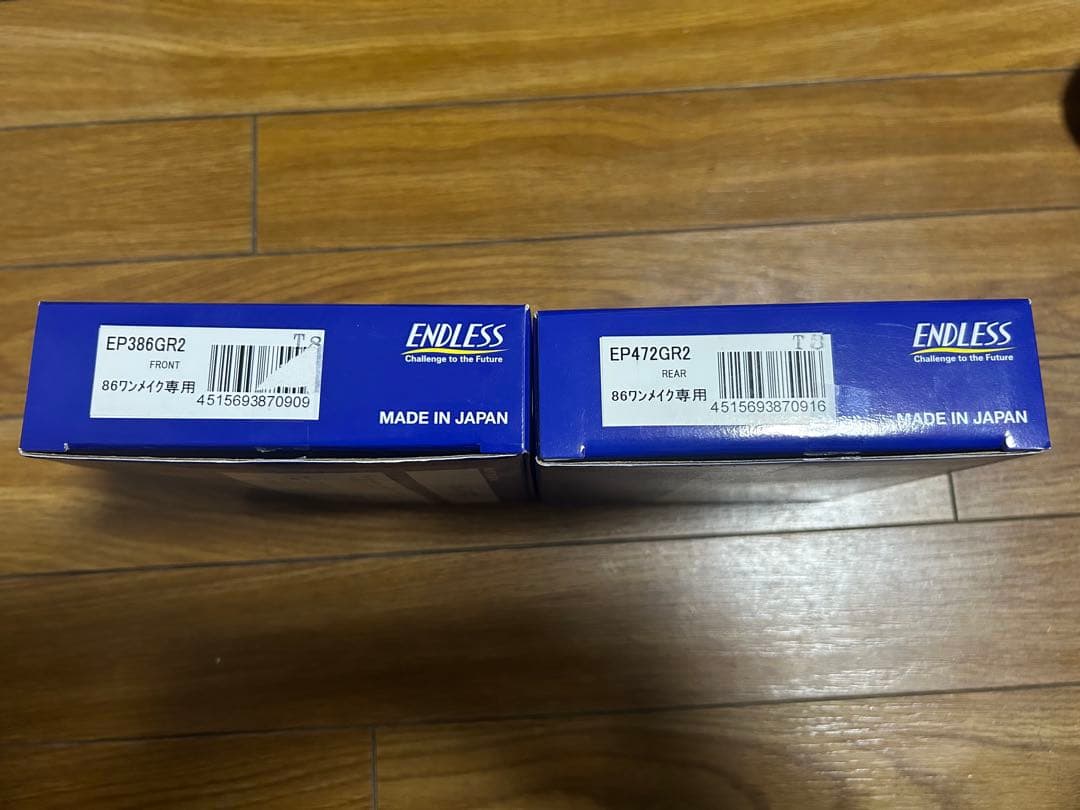 EP386GR2
FRONT
86ワンメイク専用
4515693870909
ENDLESS
Challenge to the Future
MADE IN JAPAN
EP472GR2
REAR
86ワンメイク専用
4515693870916
ENDLESS
Challenge to the Future
MADE IN JAPAN